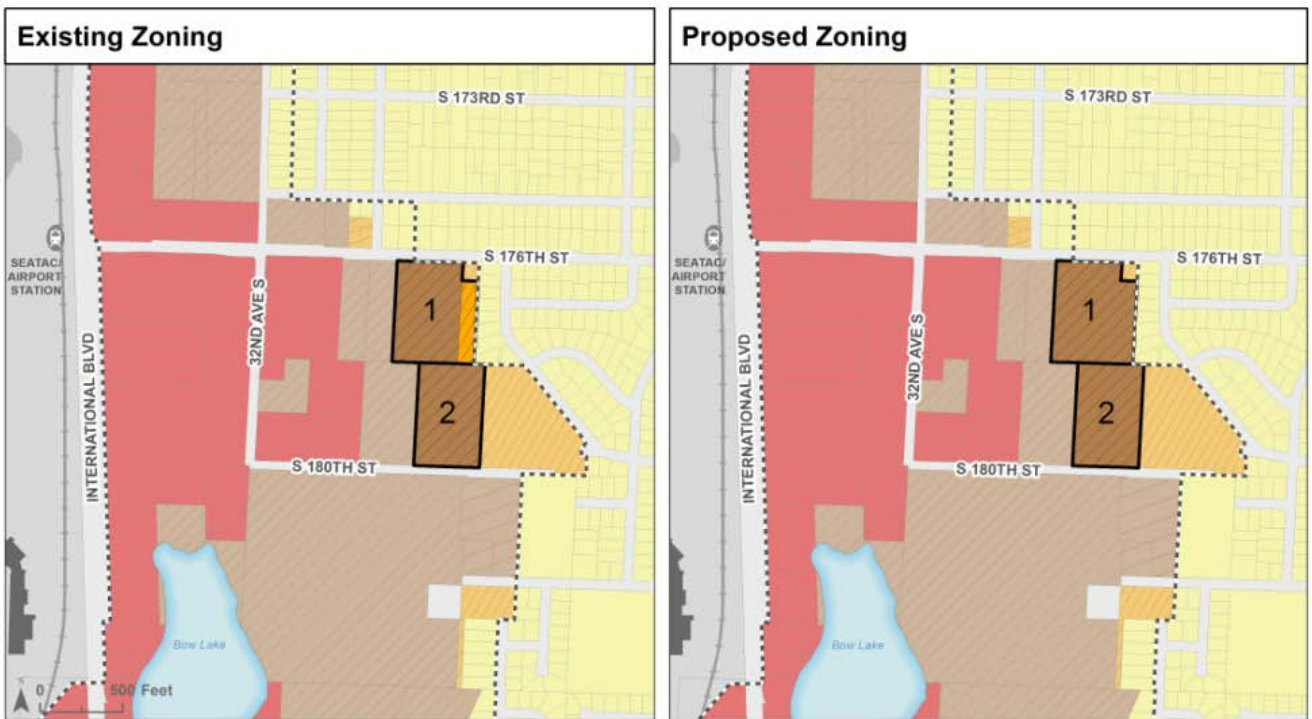 Existing Zoning
S 173RD ST
SEATAC/
AIRPORT
STATION
S 176TH ST
32ND AVE S
INTERNATIONAL BLVD
1
2
S 180TH ST
Bow Lake
N
0 500 Feet
Proposed Zoning
S 173RD ST
SEATAC/
AIRPORT
STATION
S 176TH ST
32ND AVE S
INTERNATIONAL BLVD
1
2
S 180TH ST
Bow Lake